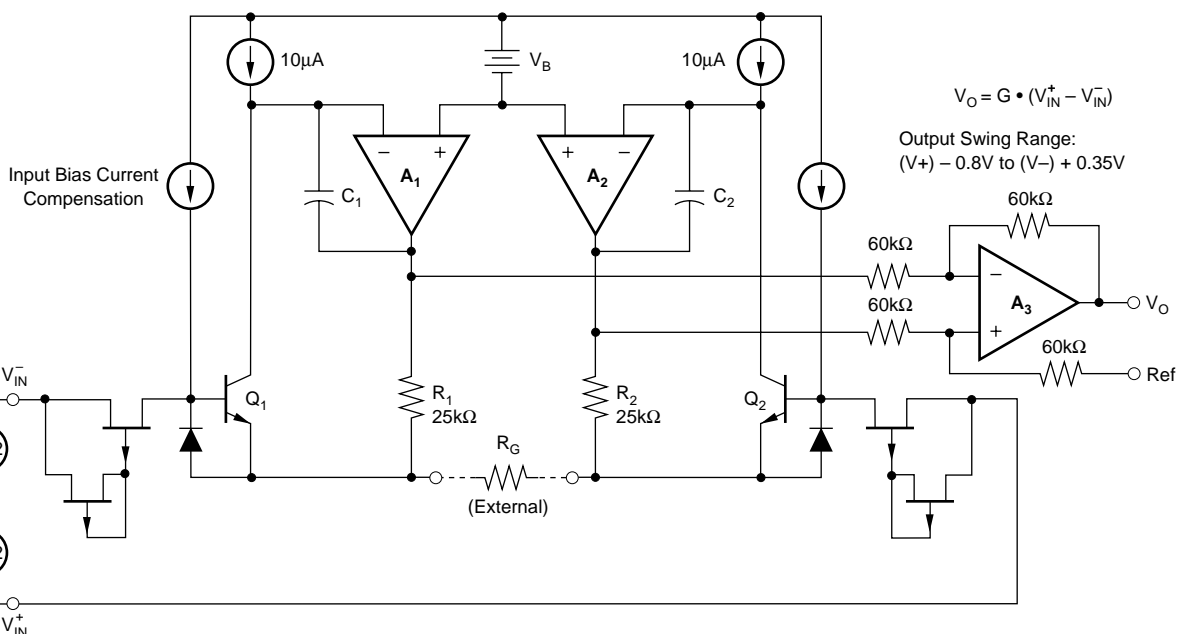 10µA
V_B
10µA
V_O = G • (V_IN^+ – V_IN^–)
Output Swing Range:
(V+) – 0.8V to (V–) + 0.35V
Input Bias Current
Compensation
–
+
A_1
C_1
+
–
A_2
C_2
60kΩ
60kΩ
–
A_3
V_O
60kΩ
+
60kΩ
Ref
V_IN^–
Q_1
R_1
25kΩ
R_2
25kΩ
Q_2
R_G
(External)
V_IN^+